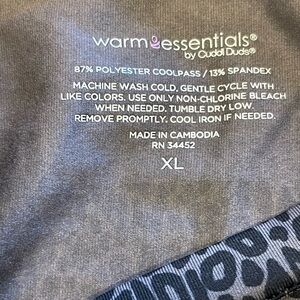 warm essentials®
by Cuddl Duds®
87% POLYESTER COOLPASS / 13% SPANDEX
MACHINE WASH COLD, GENTLE CYCLE WITH
LIKE COLORS. USE ONLY NON-CHLORINE BLEACH
WHEN NEEDED. TUMBLE DRY LOW.
REMOVE PROMPTLY. COOL IRON IF NEEDED.
MADE IN CAMBODIA
RN 34452
XL